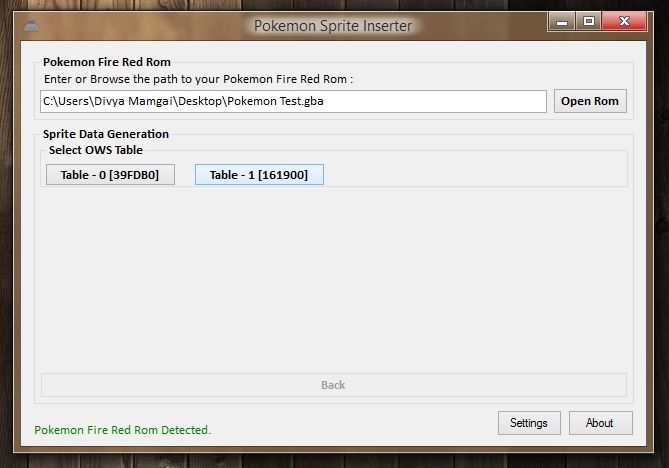 Pokemon Sprite Inserter
Pokemon Fire Red Rom
Enter or Browse the path to your Pokemon Fire Red Rom :
C:\Users\Divya Mamgai\Desktop\Pokemon Test.gba
Open Rom
Sprite Data Generation
Select OWS Table
Table - 0 [39FDB0]
Table - 1 [161900]
Back
Pokemon Fire Red Rom Detected.
Settings
About